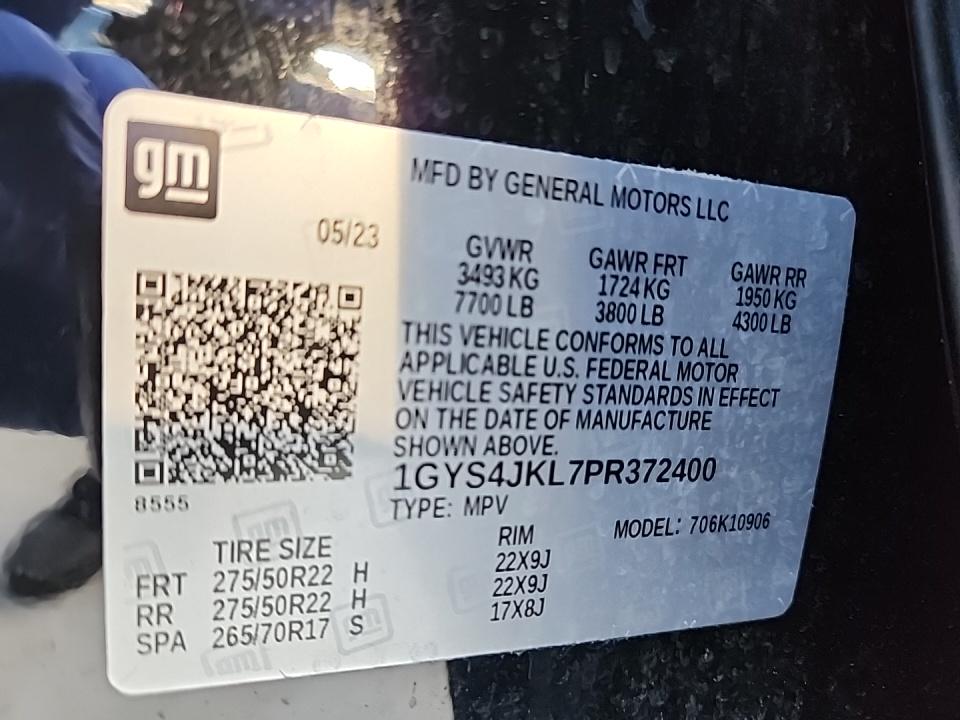 gm
MFD BY GENERAL MOTORS LLC
05/23
GVWR GAWR FRT GAWR RR
3493 KG 1724 KG 1950 KG
7700 LB 3800 LB 4300 LB
THIS VEHICLE CONFORMS TO ALL
APPLICABLE U.S. FEDERAL MOTOR
VEHICLE SAFETY STANDARDS IN EFFECT
ON THE DATE OF MANUFACTURE
SHOWN ABOVE.
1GYS4JKL7PR372400
8555
TYPE: MPV MODEL: 706K10906
TIRE SIZE RIM
FRT 275/50R22 H 22X9J
RR 275/50R22 H 22X9J
SPA 265/70R17 S 17X8J